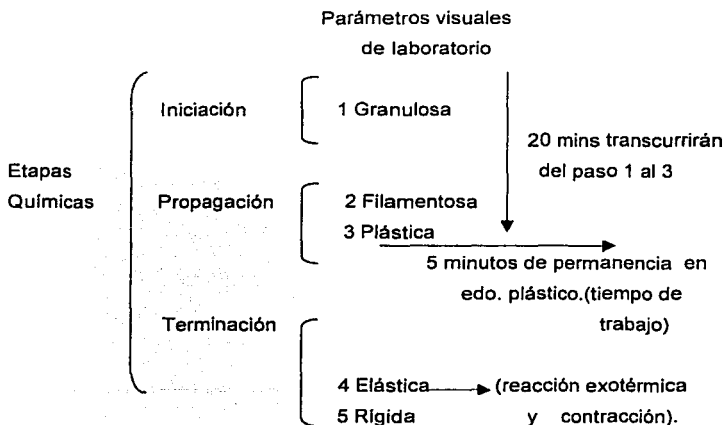 Parámetros visuales
de laboratorio
Etapas
Químicas
Iniciación
1 Granulosa
20 mins transcurrirán
del paso 1 al 3
Propagación
2 Filamentosa
3 Plástica
5 minutos de permanencia en
edo. plástico.(tiempo de
trabajo)
Terminación
4 Elástica
(reacción exotérmica
5 Rígida
y contracción).